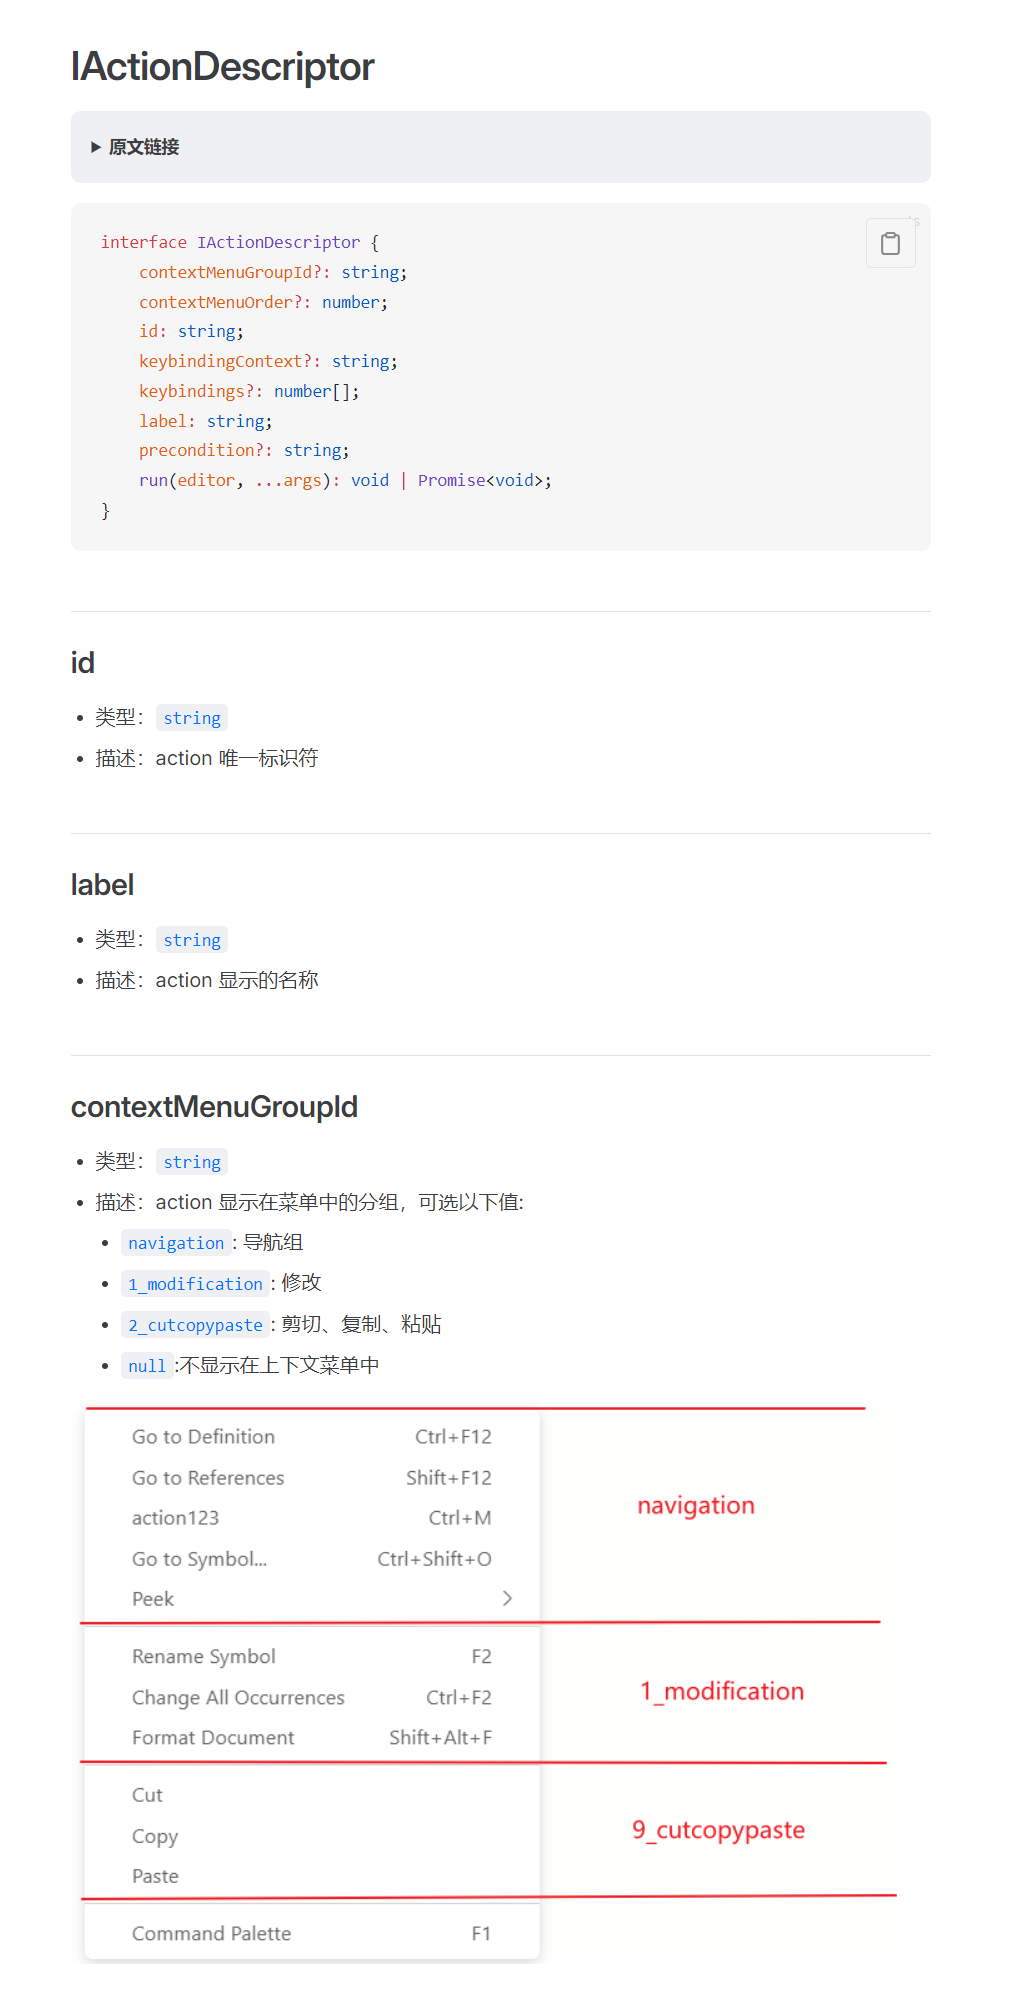 IActionDescriptor
▶ 原文链接
interface IActionDescriptor {
contextMenuGroupId?: string;
contextMenuOrder?: number;
id: string;
keybindingContext?: string;
keybindings?: number[];
label: string;
precondition?: string;
run(editor, ...args): void | Promise<void>;
}
id
• 类型： string
• 描述：action 唯一标识符
label
• 类型： string
• 描述：action 显示的名称
contextMenuGroupId
• 类型： string
• 描述：action 显示在菜单中的分组，可选以下值:
• navigation : 导航组
• 1_modification : 修改
• 2_cutcopypaste : 剪切、复制、粘贴
• null :不显示在上下文菜单中
Go to Definition Ctrl+F12
Go to References Shift+F12
navigation
action123 Ctrl+M
Go to Symbol... Ctrl+Shift+O
Peek >
Rename Symbol F2
Change All Occurrences Ctrl+F2
1_modification
Format Document Shift+Alt+F
Cut
Copy
9_cutcopypaste
Paste
Command Palette F1